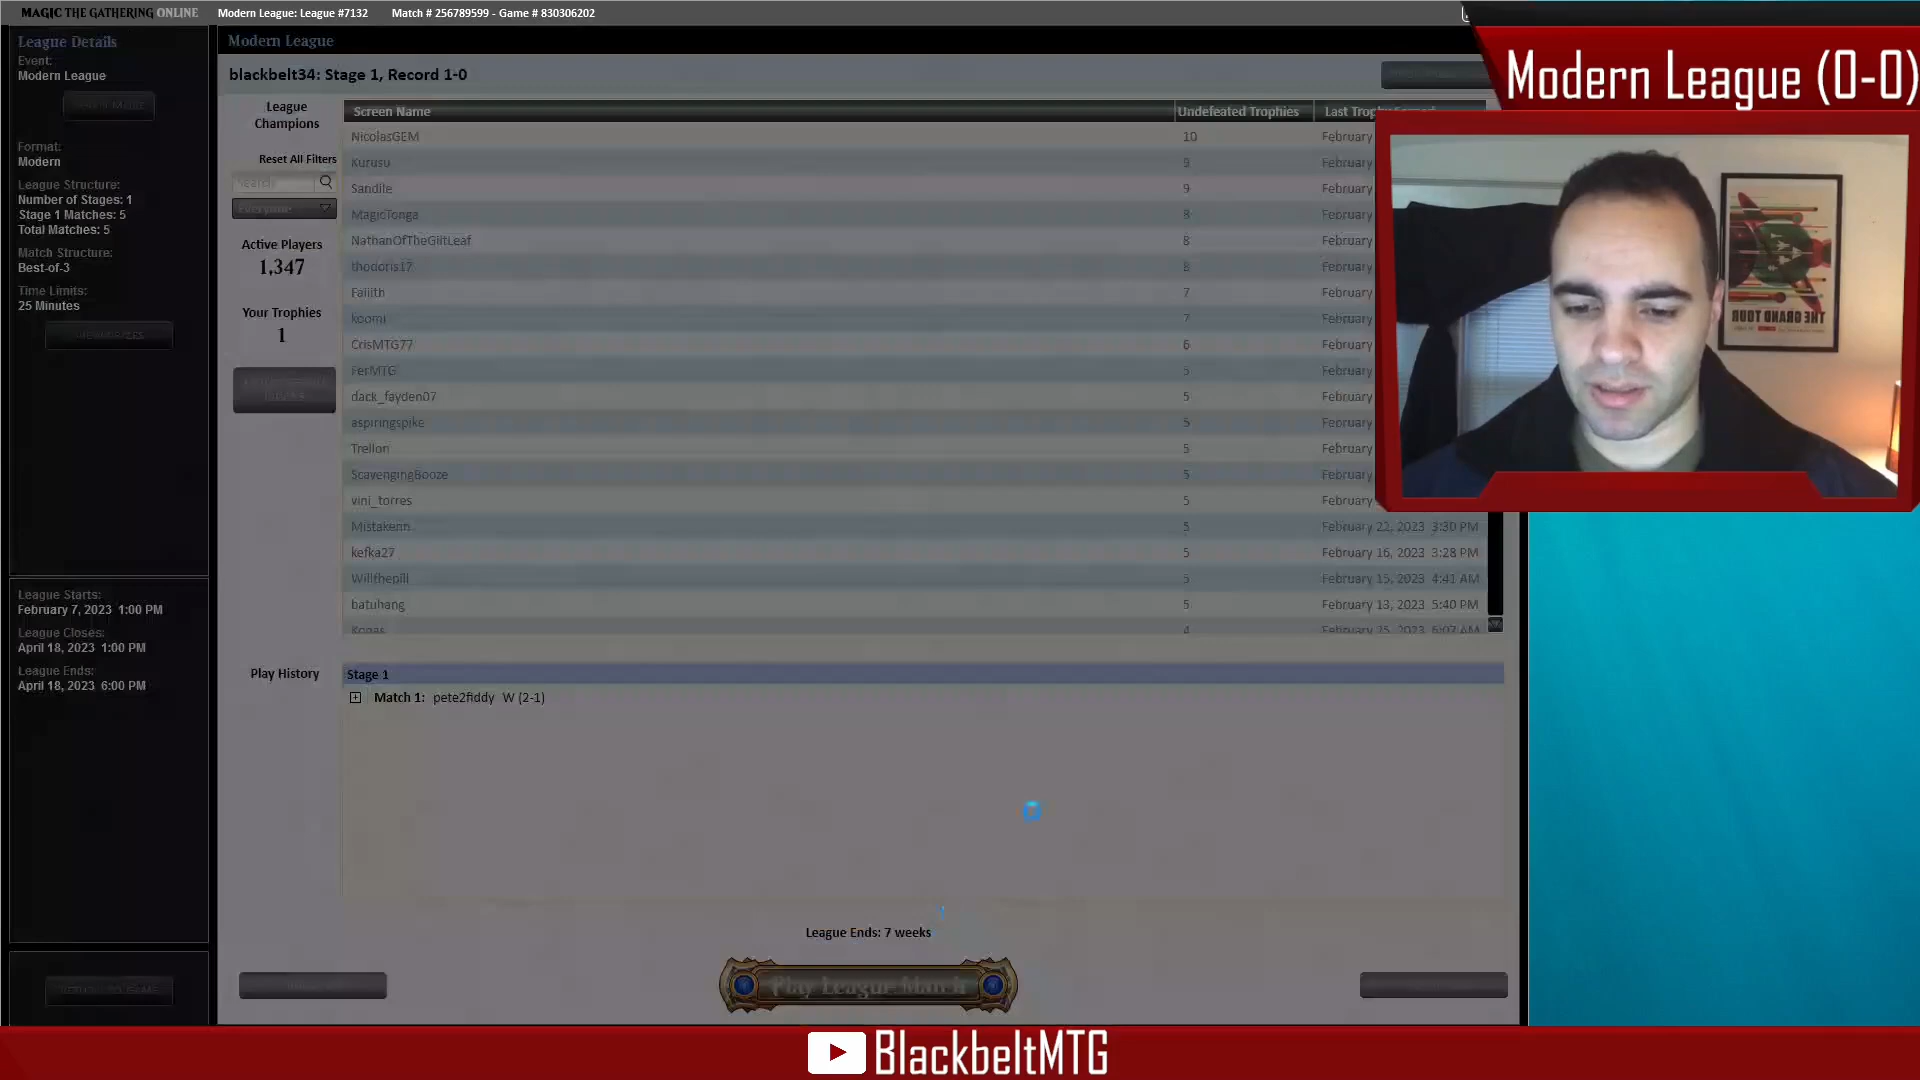 MAGIC THE GATHERING ONLINE Modern League: League #7132 Match # 256789599 - Game # 830306202
Modern League (0-0)
League Details
Event:
Modern League
Format:
Modern
League Structure:
Number of Stages: 1
Stage 1 Matches: 5
Total Matches: 5
Match Structure:
Best-of-3
Time Limits:
25 Minutes
League Starts:
February 7, 2023 1:00 PM
League Closes:
April 18, 2023 1:00 PM
League Ends:
April 18, 2023 6:00 PM
Modern League
blackbelt34: Stage 1, Record 1-0
League
Champions
Reset All Filters
Search
Everyone
Active Players
1,347
Your Trophies
1
Screen Name Undefeated Trophies
NicolasGEM 10 February
Kurusu 9 February
Sandile 9 February
MagicTonga 8 February
NathanOfTheGiltLeaf 8 February
thodoris17 8 February
Faiiith 7 February
koomi 7 February
CrisMTG77 6 February
FerMTG 5 February
dack_fayden07 5 February
aspiringspike 5 February
Trellon 5 February
ScavengingBooze 5 February
vini_torres 5 February
Mistakenn 5 February 22, 2023 3:30 PM
kefka27 5 February 16, 2023 3:28 PM
Willthepill 5 February 15, 2023 4:41 AM
batuhang 5 February 13, 2023 5:40 PM
4 February 25, 2023 6:07 AM
Play History
Stage 1
Match 1: pete2fiddy W (2-1)
League Ends: 7 weeks
Play League Match
THE GRAND TOUR
BlackbeltMTG